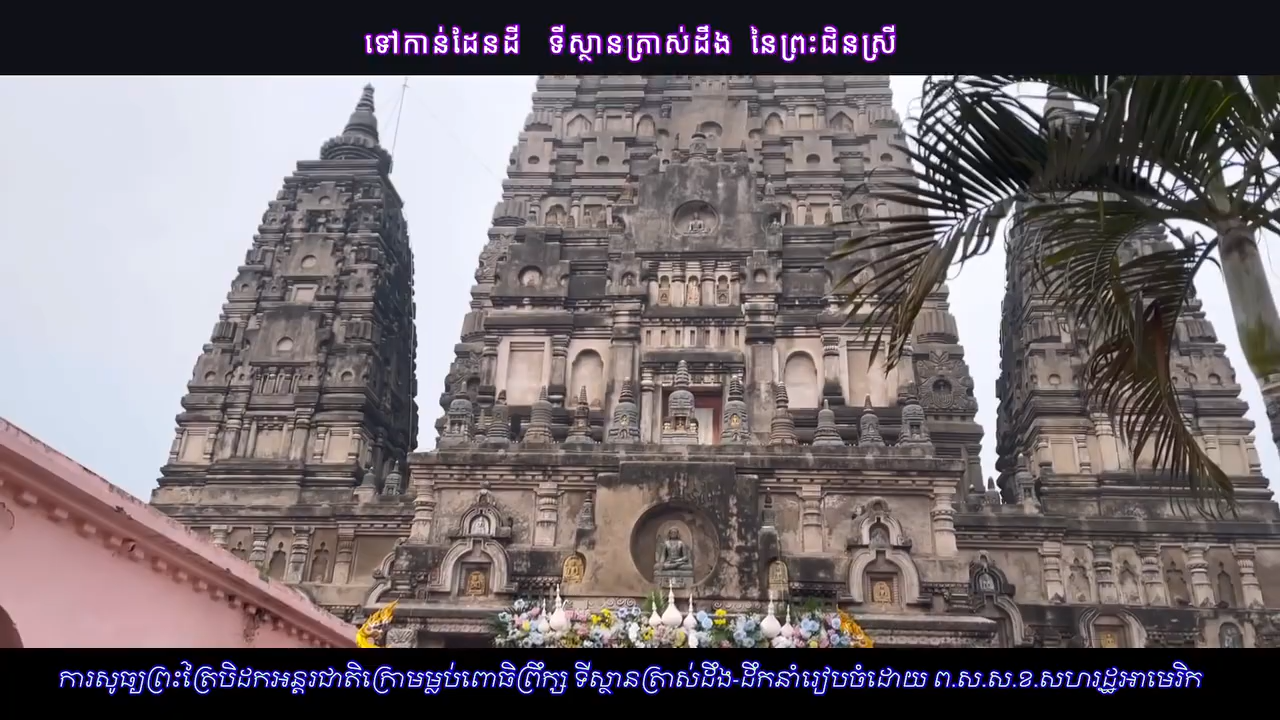 ទៅកាន់ដែនដី ទីស្ថានត្រាស់ដឹង នៃព្រះជិនស្រី
ការសូធ្យព្រះត្រៃបិដកអន្តរជាតិក្រោមម្លប់ពោធិព្រឹក្ស ទីស្ថានត្រាស់ដឹង-ដឹកនាំរៀបចំដោយ ព.ស.ស.ខ.សហរដ្ឋអាមេរិក